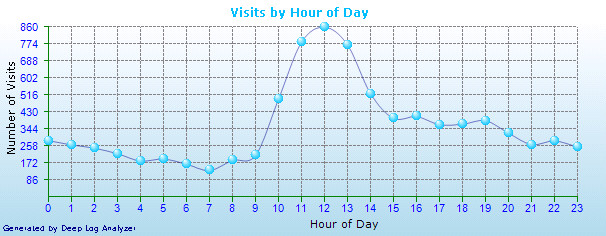 Visits by Hour of Day
Number of Visits
860
774
688
602
516
430
344
258
172
86
0 1 2 3 4 5 6 7 8 9 10 11 12 13 14 15 16 17 18 19 20 21 22 23
Hour of Day
Generated by Deep Log Analyzer